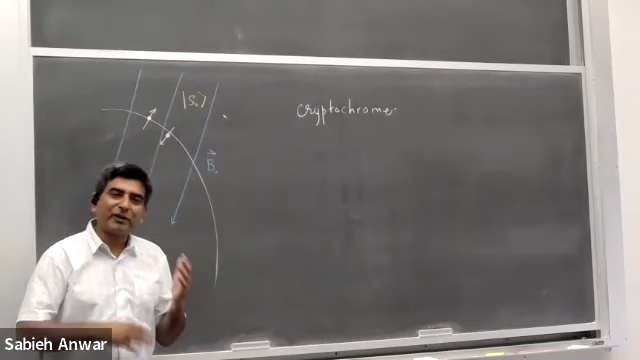 |S₀⟩
cryptochrome.
B⃗₀
Sabieh Anwar